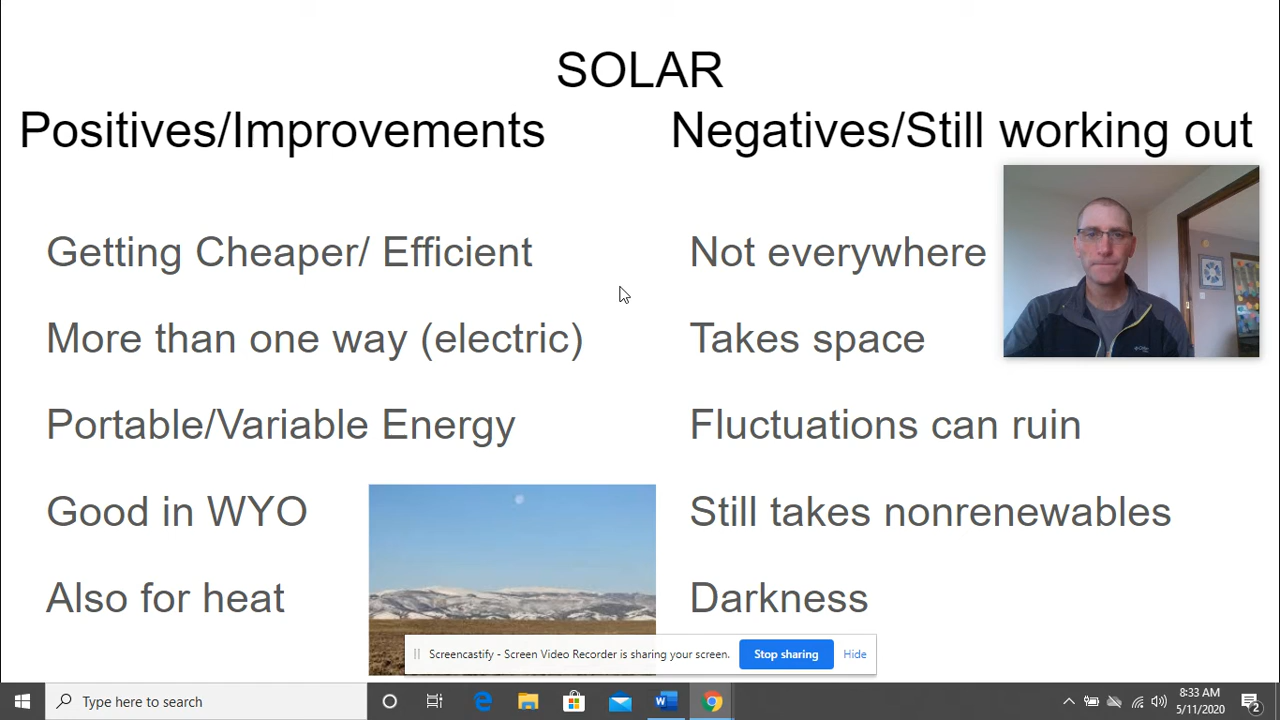 SOLAR
Positives/Improvements
Negatives/Still working out
Getting Cheaper/ Efficient
More than one way (electric)
Portable/Variable Energy
Good in WYO
Also for heat
Not everywhere
Takes space
Fluctuations can ruin
Still takes nonrenewables
Darkness
Screencastify - Screen Video Recorder is sharing your screen.
Stop sharing
Hide
Type here to search
8:33 AM
5/11/2020
2